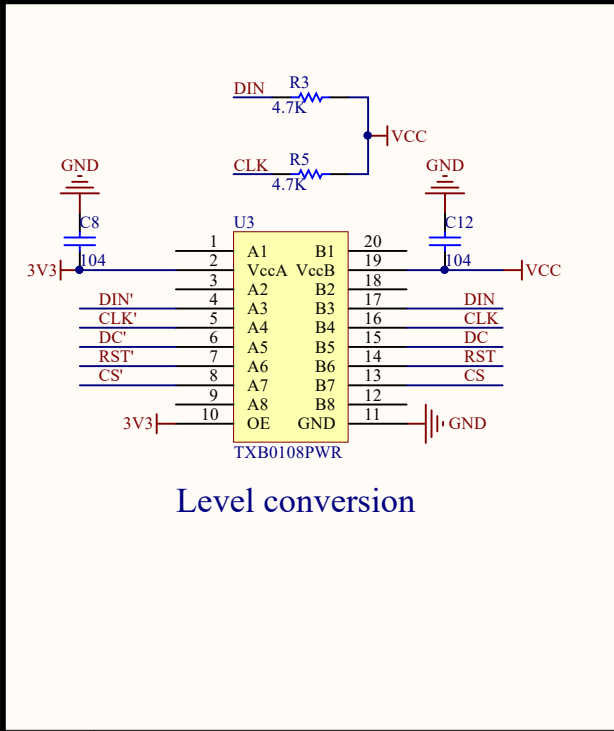 DIN R3
4.7K
VCC
CLK R5
4.7K
GND GND
C8 U3 C12
1 A1 B1 20
3V3 104 2 VccA VccB 19 104 VCC
3 A2 B2 18
DIN' 4 A3 B3 17 DIN
CLK' 5 A4 B4 16 CLK
DC' 6 A5 B5 15 DC
RST' 7 A6 B6 14 RST
CS' 8 A7 B7 13 CS
9 A8 B8 12
3V3 10 OE GND 11 GND
TXB0108PWR
Level conversion